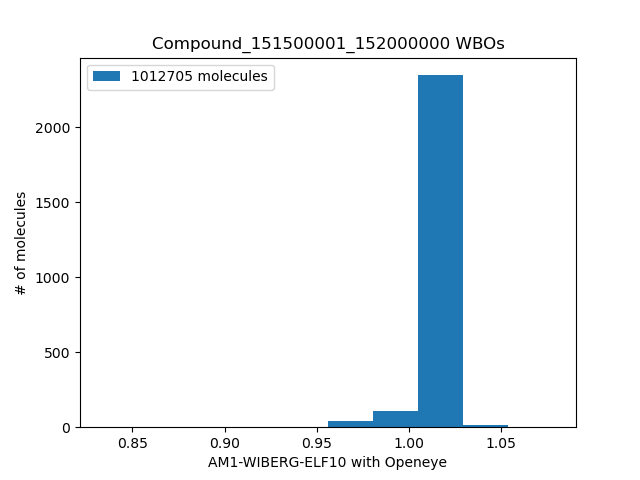 Compound_151500001_152000000 WBOs
1012705 molecules
2000
1500
1000
500
0
# of molecules
0.85 0.90 0.95 1.00 1.05
AM1-WIBERG-ELF10 with Openeye